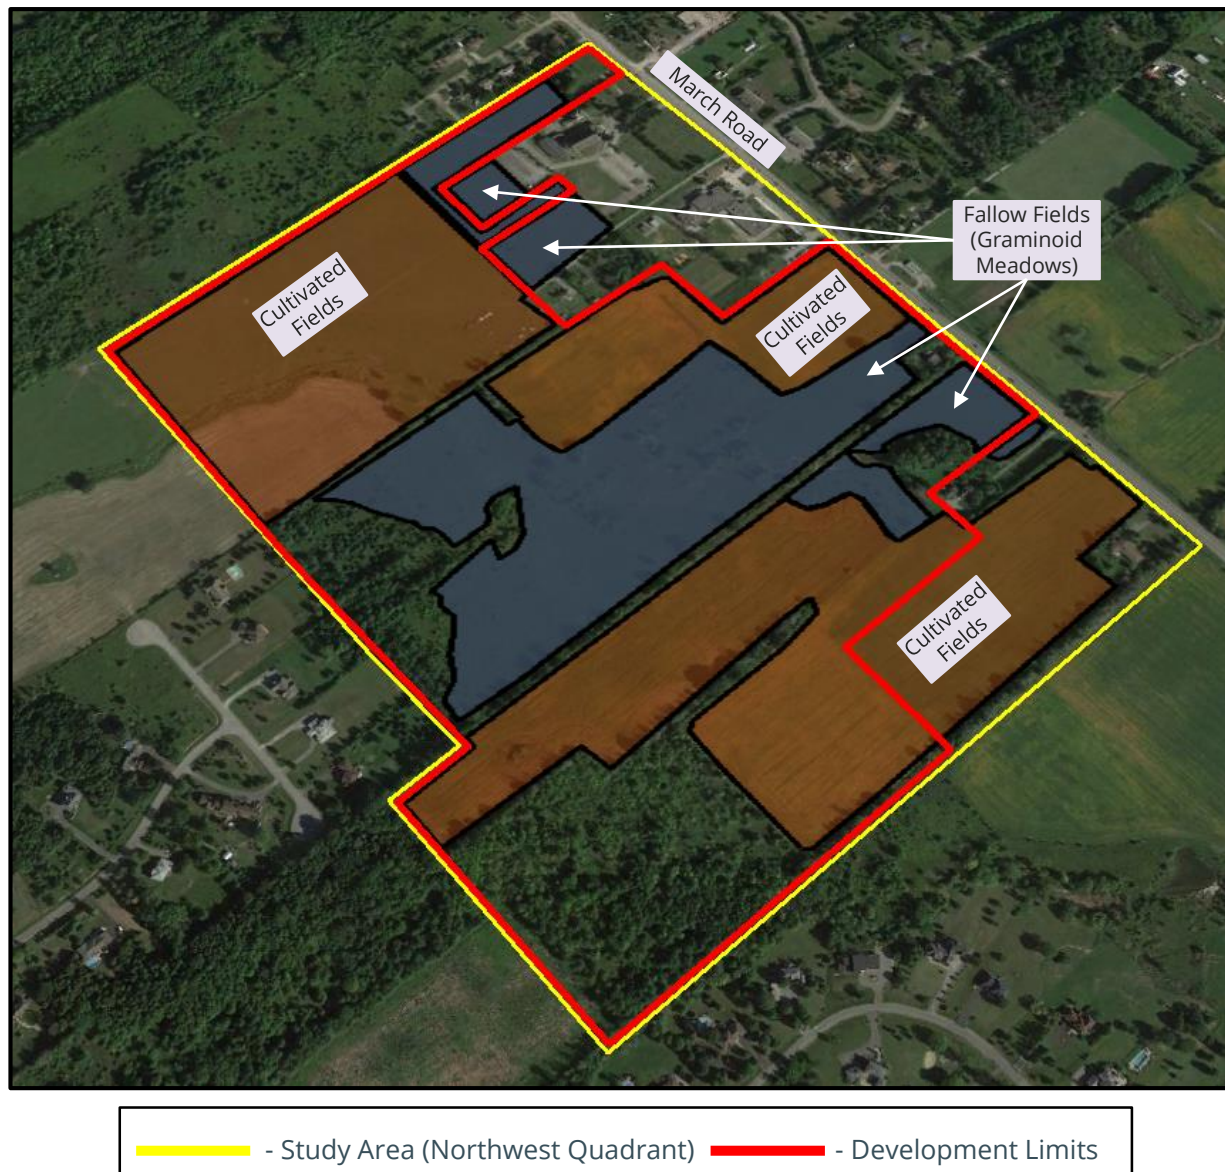 March Road
Fallow Fields
(Graminoid
Meadows)
Cultivated
Fields
Cultivated
Fields
Cultivated
Fields
- Study Area (Northwest Quadrant)
- Development Limits